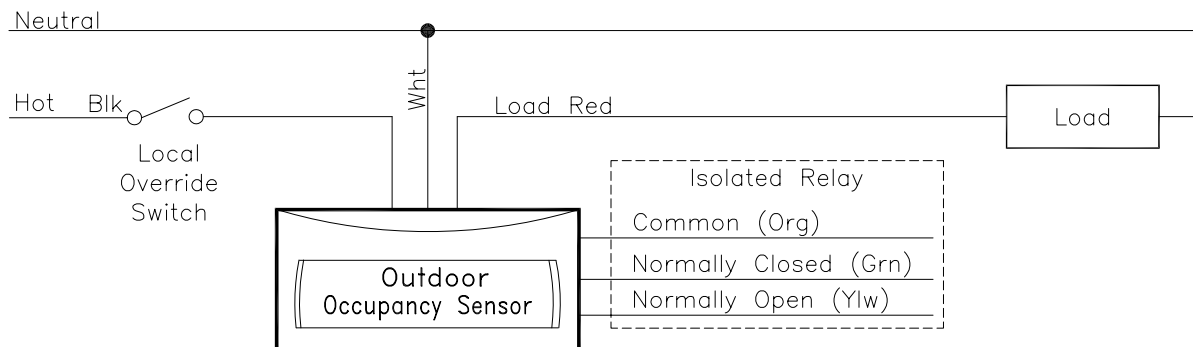 Neutral
Wht
Hot Blk
Load Red
Load
Local
Override
Switch
Isolated Relay
Common (Org)
Normally Closed (Grn)
Normally Open (Ylw)
Outdoor
Occupancy Sensor